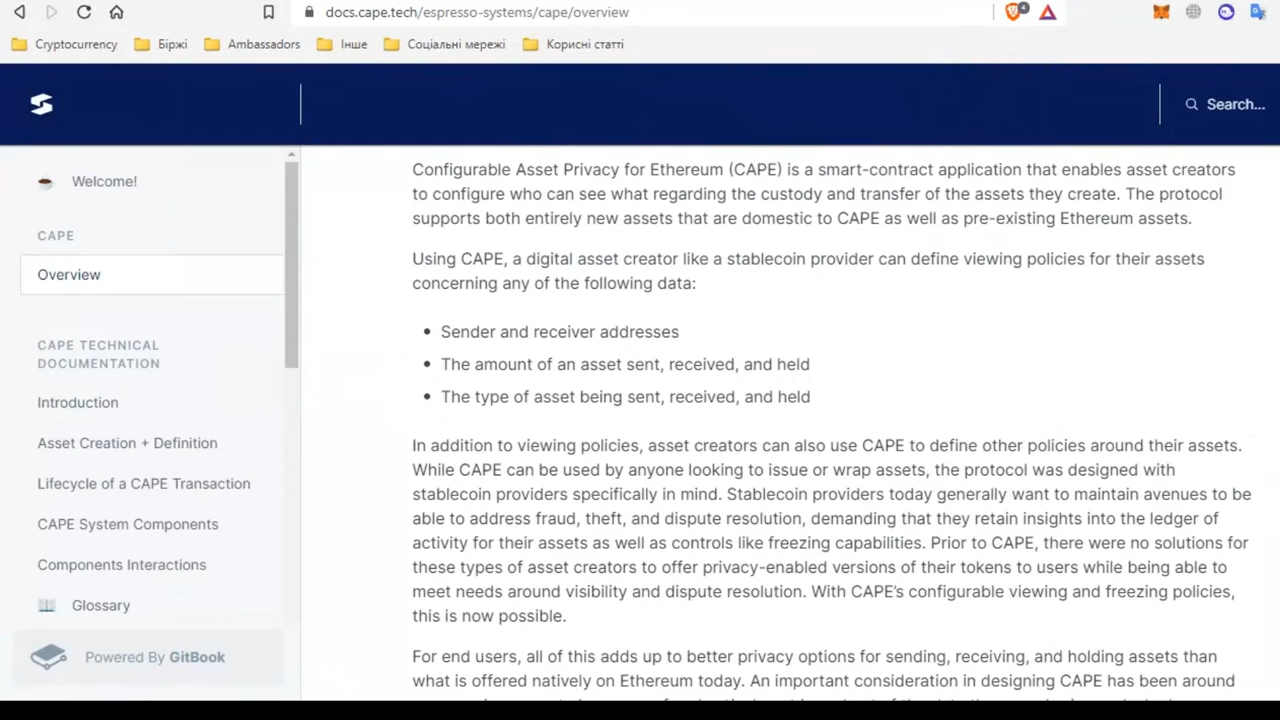 docs.cape.tech/espresso-systems/cape/overview
4
Cryptocurrency
Біржі
Ambassadors
Інше
Соціальні мережі
Корисні статті
Search...
Welcome!
CAPE
Overview
CAPE TECHNICAL
DOCUMENTATION
Introduction
Asset Creation + Definition
Lifecycle of a CAPE Transaction
CAPE System Components
Components Interactions
Glossary
Powered By GitBook
Configurable Asset Privacy for Ethereum (CAPE) is a smart-contract application that enables asset creators
to configure who can see what regarding the custody and transfer of the assets they create. The protocol
supports both entirely new assets that are domestic to CAPE as well as pre-existing Ethereum assets.
Using CAPE, a digital asset creator like a stablecoin provider can define viewing policies for their assets
concerning any of the following data:
• Sender and receiver addresses
• The amount of an asset sent, received, and held
• The type of asset being sent, received, and held
In addition to viewing policies, asset creators can also use CAPE to define other policies around their assets.
While CAPE can be used by anyone looking to issue or wrap assets, the protocol was designed with
stablecoin providers specifically in mind. Stablecoin providers today generally want to maintain avenues to be
able to address fraud, theft, and dispute resolution, demanding that they retain insights into the ledger of
activity for their assets as well as controls like freezing capabilities. Prior to CAPE, there were no solutions for
these types of asset creators to offer privacy-enabled versions of their tokens to users while being able to
meet needs around visibility and dispute resolution. With CAPE's configurable viewing and freezing policies,
this is now possible.
For end users, all of this adds up to better privacy options for sending, receiving, and holding assets than
what is offered natively on Ethereum today. An important consideration in designing CAPE has been around